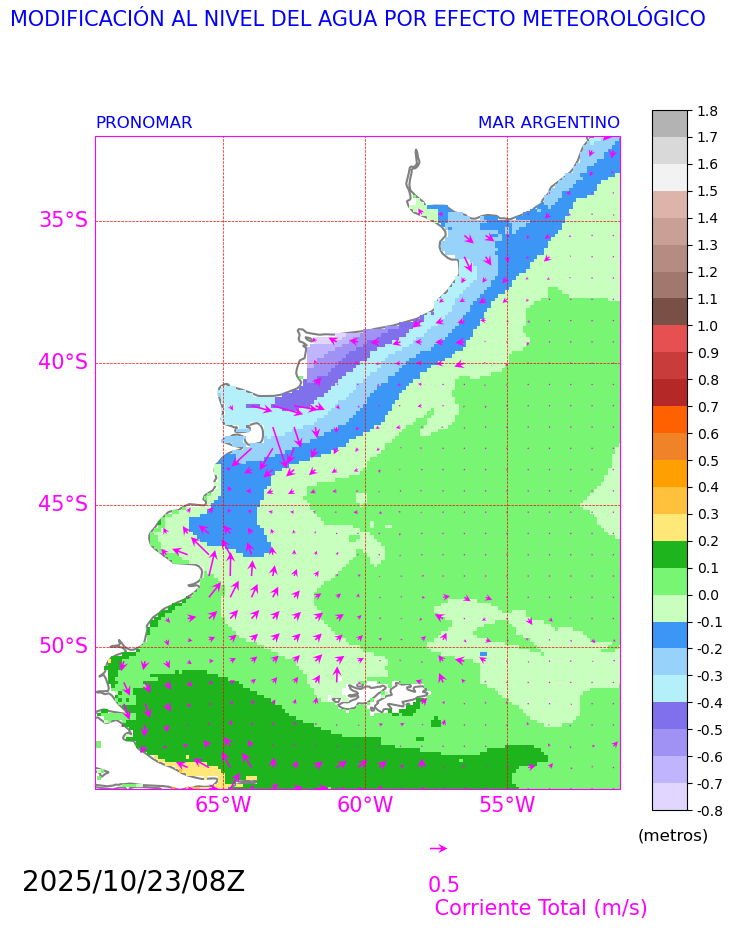 MODIFICACIÓN AL NIVEL DEL AGUA POR EFECTO METEOROLÓGICO
PRONOMAR MAR ARGENTINO
35°S
40°S
45°S
50°S
65°W 60°W 55°W
1.8
1.7
1.6
1.5
1.4
1.3
1.2
1.1
1.0
0.9
0.8
0.7
0.6
0.5
0.4
0.3
0.2
0.1
0.0
-0.1
-0.2
-0.3
-0.4
-0.5
-0.6
-0.7
-0.8
(metros)
2025/10/23/08Z
0.5
Corriente Total (m/s)